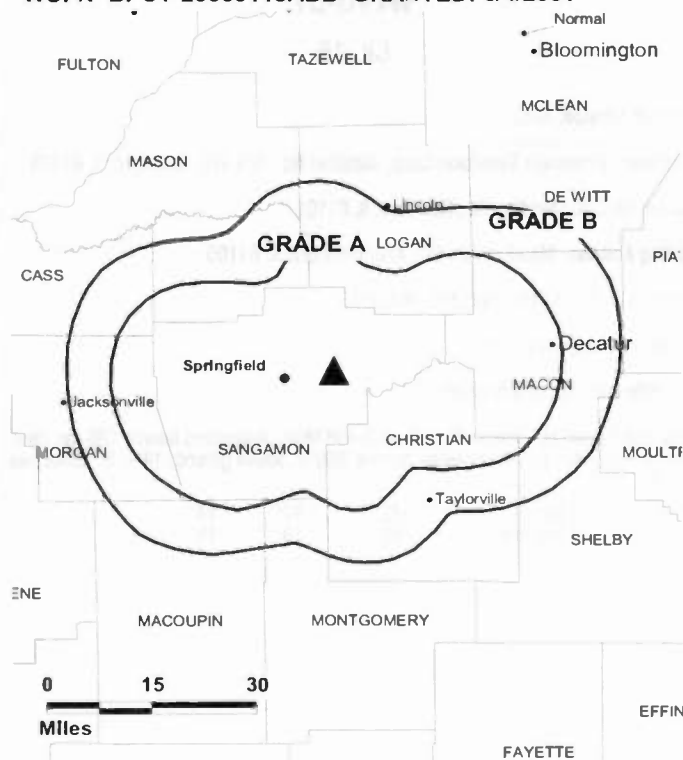 Normal
Bloomington
FULTON
TAZEWELL
MCLEAN
MASON
DE WITT
Lincoln
GRADE B
GRADE A
LOGAN
CASS
PIAT
Decatur
Springfield
MACON
Jacksonville
CHRISTIAN
MORGAN
SANGAMON
MOULTR
Taylorville
SHELBY
ENE
MACOUPIN
MONTGOMERY
0 15 30
Miles
EFFIN
FAYETTE